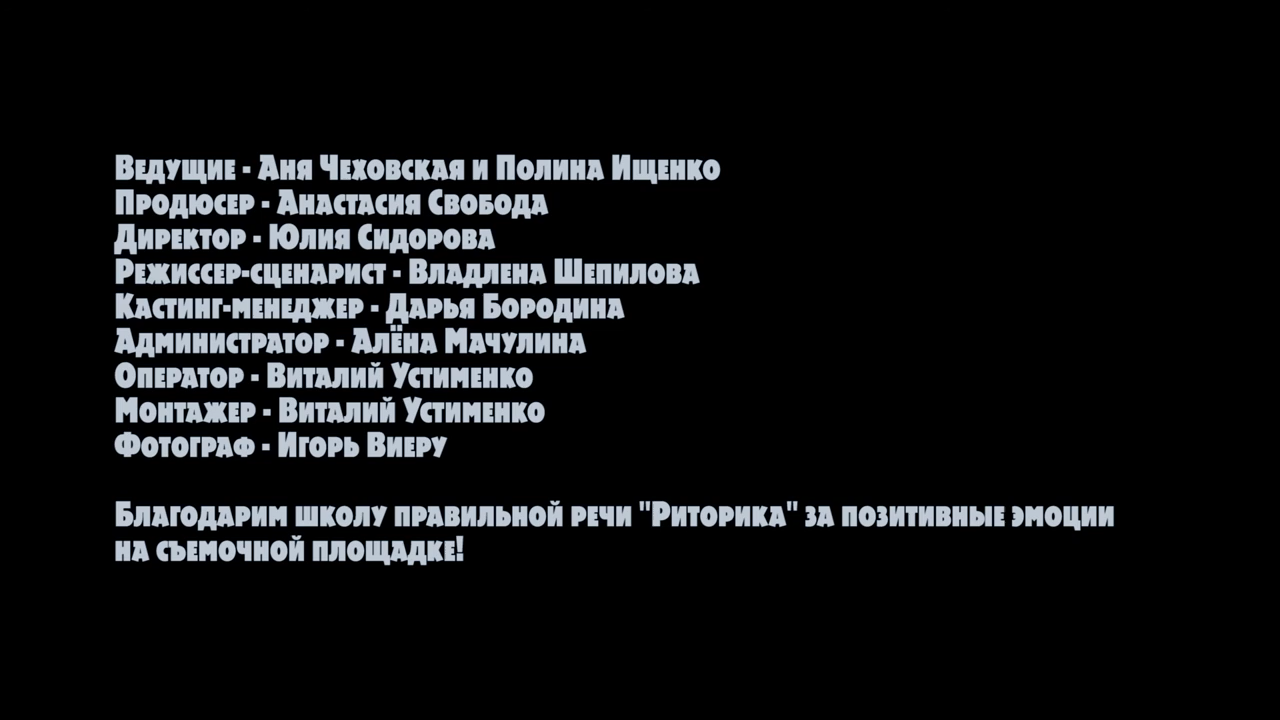 Ведущие - Аня Чеховская и Полина Ищенко
Продюсер - Анастасия Свобода
Директор - Юлия Сидорова
Режиссер-сценарист - Владлена Шепилова
Кастинг-менеджер - Дарья Бородина
Администратор - Алёна Мачулина
Оператор - Виталий Устименко
Монтажер - Виталий Устименко
Фотограф - Игорь Виеру
Благодарим школу правильной речи "Риторика" за позитивные эмоции
на съемочной площадке!